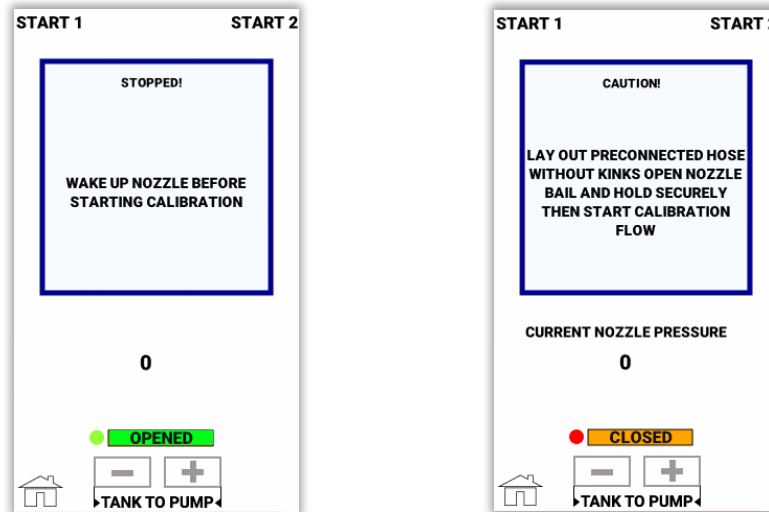 START 1 START 2
STOPPED!
WAKE UP NOZZLE BEFORE
STARTING CALIBRATION
0
OPENED
TANK TO PUMP
START 1 START 2
CAUTION!
LAY OUT PRECONNECTED HOSE
WITHOUT KINKS OPEN NOZZLE
BAIL AND HOLD SECURELY
THEN START CALIBRATION
FLOW
CURRENT NOZZLE PRESSURE
0
CLOSED
TANK TO PUMP